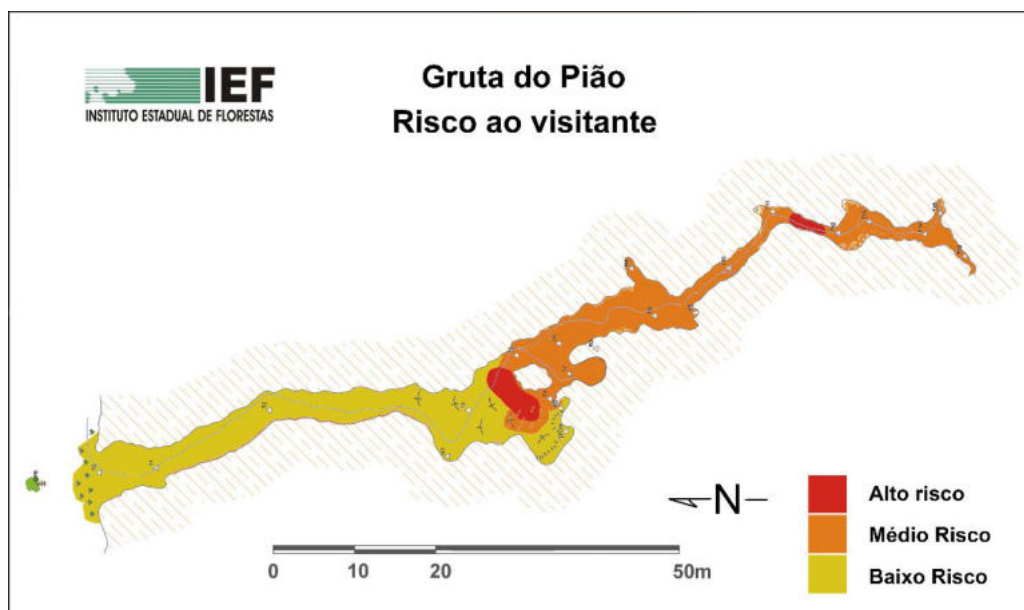 IEF
INSTITUTO ESTADUAL DE FLORESTAS
Gruta do Pião
Risco ao visitante
N
Alto risco
Médio Risco
Baixo Risco
0 10 20 50m